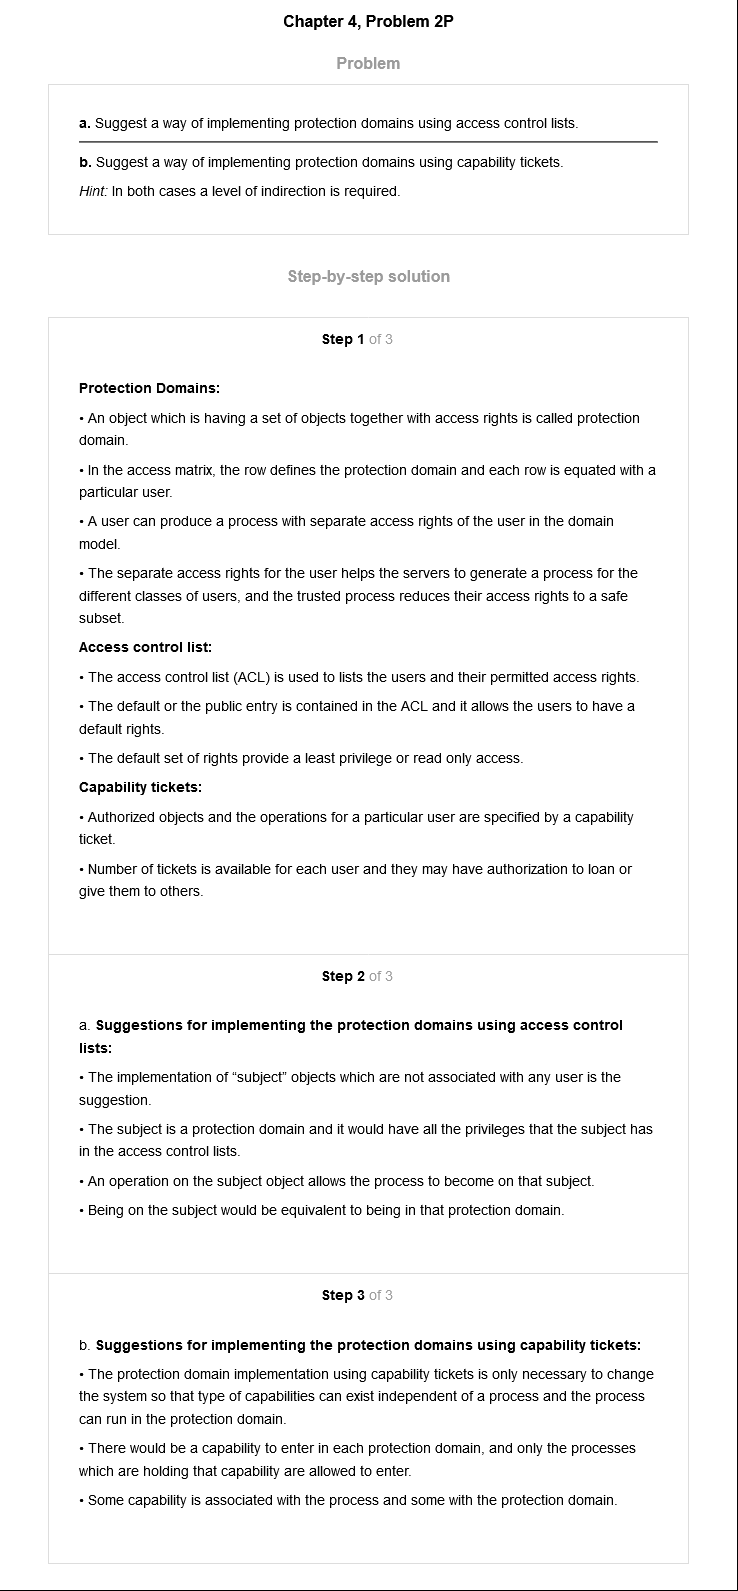 Chapter 4, Problem 2P
Problem
a. Suggest a way of implementing protection domains using access control lists.
b. Suggest a way of implementing protection domains using capability tickets.
Hint: In both cases a level of indirection is required.
Step-by-step solution
Step 1 of 3
Protection Domains:
• An object which is having a set of objects together with access rights is called protection
domain.
• In the access matrix, the row defines the protection domain and each row is equated with a
particular user.
• A user can produce a process with separate access rights of the user in the domain
model.
• The separate access rights for the user helps the servers to generate a process for the
different classes of users, and the trusted process reduces their access rights to a safe
subset.
Access control list:
• The access control list (ACL) is used to lists the users and their permitted access rights.
• The default or the public entry is contained in the ACL and it allows the users to have a
default rights.
• The default set of rights provide a least privilege or read only access.
Capability tickets:
• Authorized objects and the operations for a particular user are specified by a capability
ticket.
• Number of tickets is available for each user and they may have authorization to loan or
give them to others.
Step 2 of 3
a. Suggestions for implementing the protection domains using access control
lists:
• The implementation of “subject” objects which are not associated with any user is the
suggestion.
• The subject is a protection domain and it would have all the privileges that the subject has
in the access control lists.
• An operation on the subject object allows the process to become on that subject.
• Being on the subject would be equivalent to being in that protection domain.
Step 3 of 3
b. Suggestions for implementing the protection domains using capability tickets:
• The protection domain implementation using capability tickets is only necessary to change
the system so that type of capabilities can exist independent of a process and the process
can run in the protection domain.
• There would be a capability to enter in each protection domain, and only the processes
which are holding that capability are allowed to enter.
• Some capability is associated with the process and some with the protection domain.